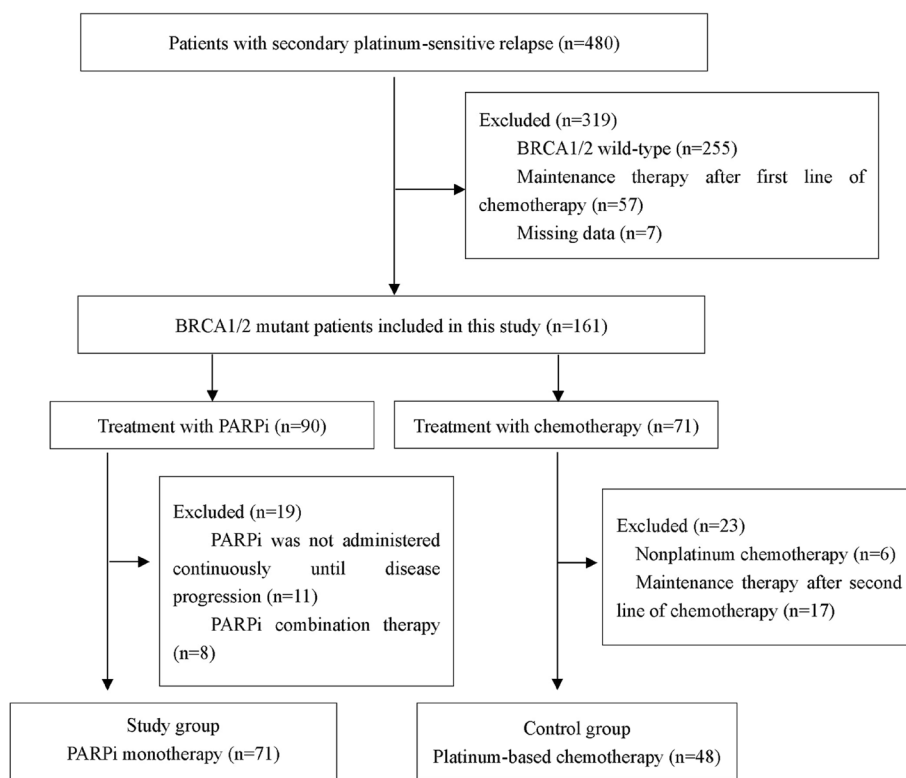 Patients with secondary platinum-sensitive relapse (n=480)
Excluded (n=319)
BRCA1/2 wild-type (n=255)
Maintenance therapy after first line of
chemotherapy (n=57)
Missing data (n=7)
BRCA1/2 mutant patients included in this study (n=161)
Treatment with PARPi (n=90)
Treatment with chemotherapy (n=71)
Excluded (n=19)
PARPi was not administered
continuously until disease
progression (n=11)
PARPi combination therapy
(n=8)
Excluded (n=23)
Nonplatinum chemotherapy (n=6)
Maintenance therapy after second
line of chemotherapy (n=17)
Study group
PARPi monotherapy (n=71)
Control group
Platinum-based chemotherapy (n=48)